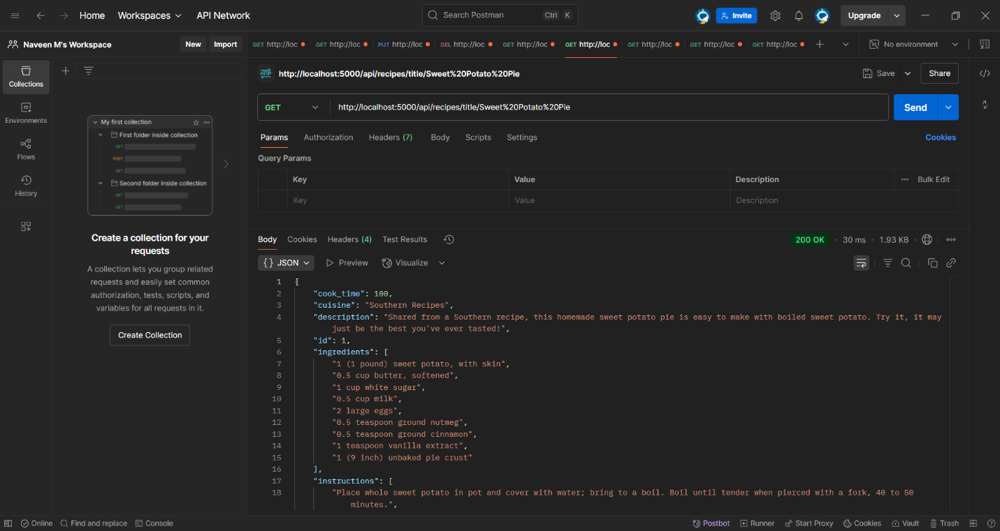 Home Workspaces API Network Search Postman Ctrl K Invite Upgrade
Naveen M's Workspace New Import GET http://loc GET http://loc PUT http://loc DEL http://loc GET http://loc GET http://loc GET http://loc GET http://loc GET http://loc No environment
Collections
Environments
Flows
History
My first collection
First folder inside collection
GET
POST
GET
Second folder inside collection
GET
GET
Create a collection for your
requests
A collection lets you group related
requests and easily set common
authorization, tests, scripts, and
variables for all requests in it.
Create Collection
HTTP http://localhost:5000/api/recipes/title/Sweet%20Potato%20Pie Save Share
GET http://localhost:5000/api/recipes/title/Sweet%20Potato%20Pie Send
Params Authorization Headers (7) Body Scripts Settings Cookies
Query Params
Key Value Description Bulk Edit
Key Value Description
Body Cookies Headers (4) Test Results 200 OK 30 ms 1.93 KB
{} JSON Preview Visualize
1 {
2 "cook_time": 100,
3 "cuisine": "Southern Recipes",
4 "description": "Shared from a Southern recipe, this homemade sweet potato pie is easy to make with boiled sweet potato. Try it, it may
just be the best you've ever tasted!",
5 "id": 1,
6 "ingredients": [
7 "1 (1 pound) sweet potato, with skin",
8 "0.5 cup butter, softened",
9 "1 cup white sugar",
10 "0.5 cup milk",
11 "2 large eggs",
12 "0.5 teaspoon ground nutmeg",
13 "0.5 teaspoon ground cinnamon",
14 "1 teaspoon vanilla extract",
15 "1 (9 inch) unbaked pie crust"
16 ],
17 "instructions": [
18 "Place whole sweet potato in pot and cover with water; bring to a boil. Boil until tender when pierced with a fork, 40 to 50
minutes.",
Online Find and replace Console Postbot Runner Start Proxy Cookies Vault Trash